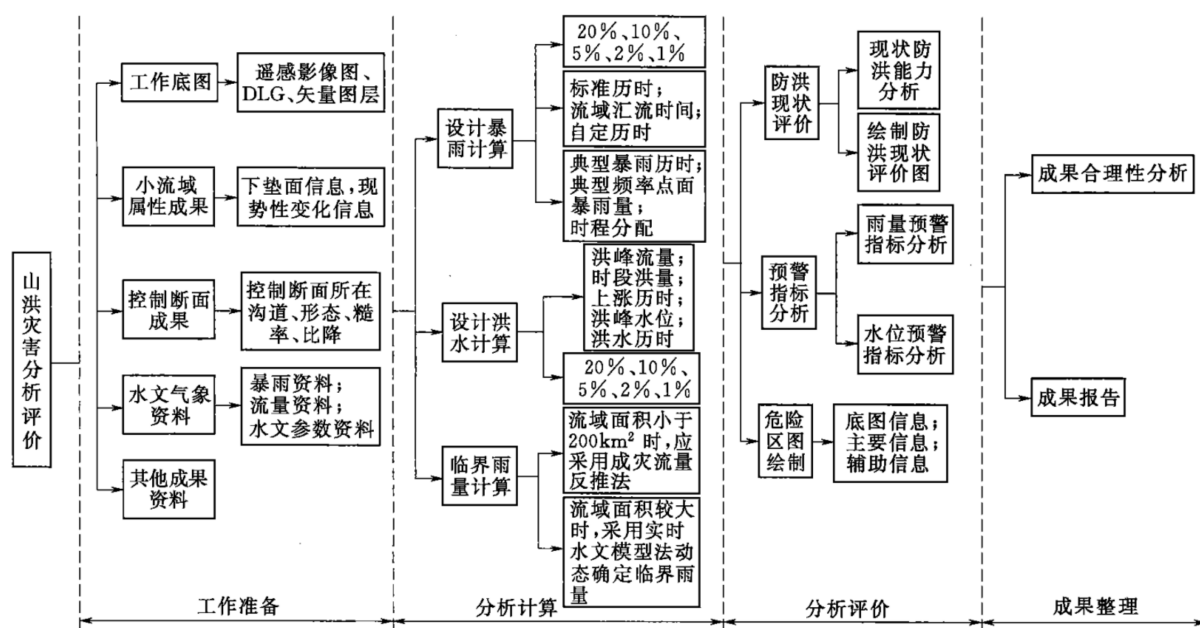 山洪灾害分析评价
工作底图
遥感影像图、
DLG、矢量图层
小流域
属性成果
下垫面信息,现
势性变化信息
控制断面
成果
控制断面所在
沟道、形态、糙
率、比降
水文气象
资料
暴雨资料;
流量资料;
水文参数资料
其他成果
资料
设计暴
雨计算
20%、10%、
5%、2%、1%
标准历时;
流域汇流时间;
自定历时
典型暴雨历时;
典型频率点面
暴雨量;
时程分配
设计洪
水计算
洪峰流量;
时段洪量;
上涨历时;
洪峰水位;
洪水历时
20%、10%、
5%、2%、1%
临界雨
量计算
流域面积小于
200km² 时,应
采用成灾流量
反推法
流域面积较大
时,采用实时
水文模型法动
态确定临界雨
量
防洪
现状
评价
现状防
洪能力
分析
绘制防
洪现状
评价图
预警
指标
分析
雨量预警
指标分析
水位预警
指标分析
危险
区图
绘制
底图信息;
主要信息;
辅助信息
成果合理性分析
成果报告
工作准备
分析计算
分析评价
成果整理